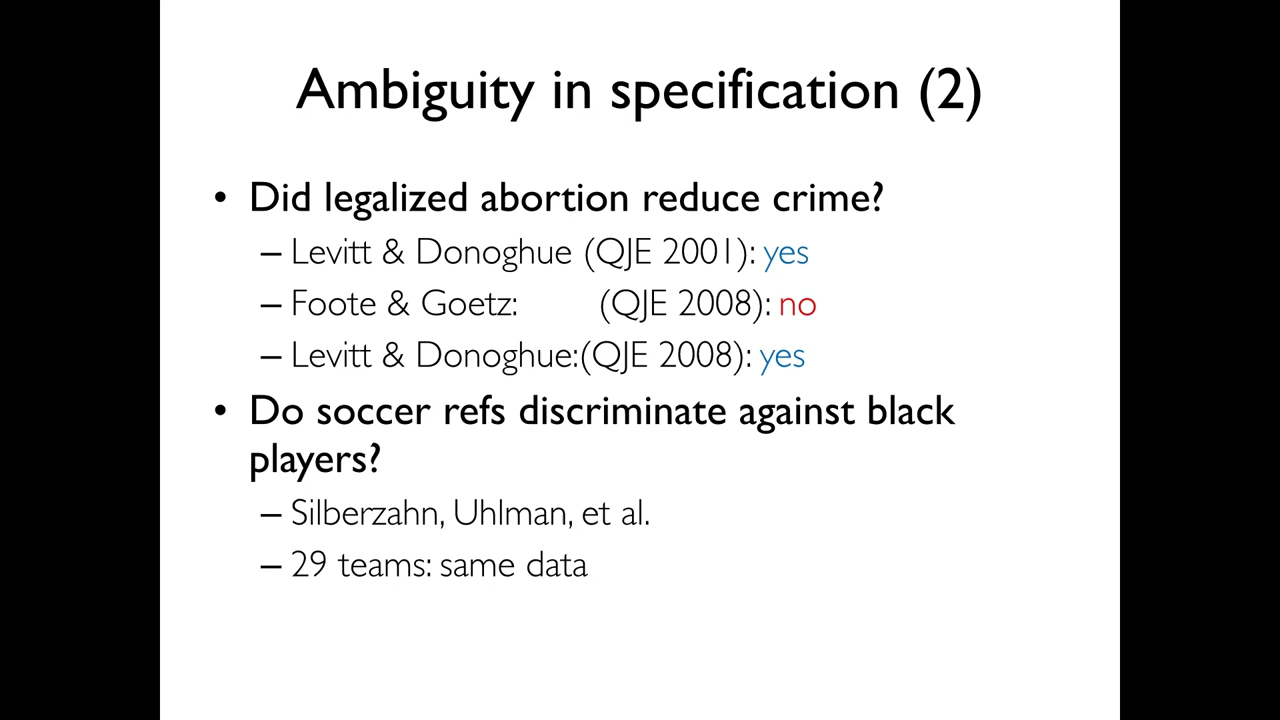 Ambiguity in specification (2)
• Did legalized abortion reduce crime?
– Levitt & Donoghue (QJE 2001): yes
– Foote & Goetz: (QJE 2008): no
– Levitt & Donoghue:(QJE 2008): yes
• Do soccer refs discriminate against black
players?
– Silberzahn, Uhlman, et al.
– 29 teams: same data